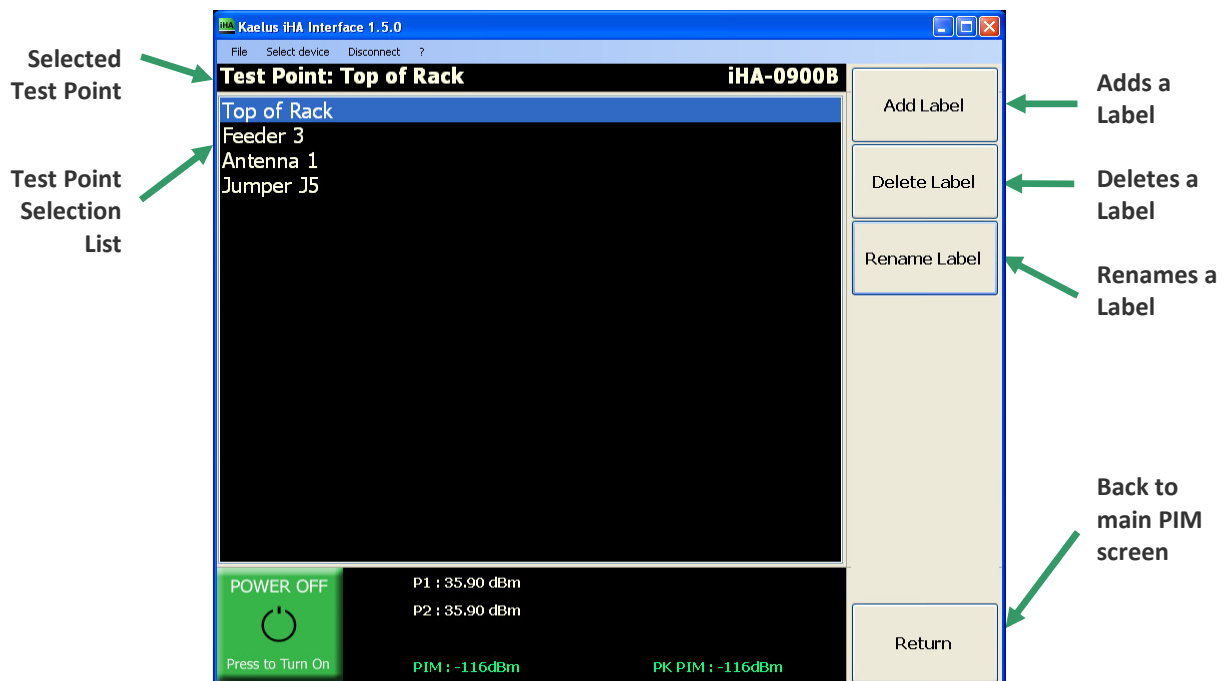 Kaelus iHA Interface 1.5.0
File Select device Disconnect ?
Test Point: Top of Rack iHA-0900B
Top of Rack
Feeder 3
Antenna 1
Jumper J5
Add Label
Delete Label
Rename Label
POWER OFF
Press to Turn On
P1 : 35.90 dBm
P2 : 35.90 dBm
PIM : -116dBm PK PIM : -116dBm
Return
Selected
Test Point
Test Point
Selection
List
Adds a
Label
Deletes a
Label
Renames a
Label
Back to
main PIM
screen